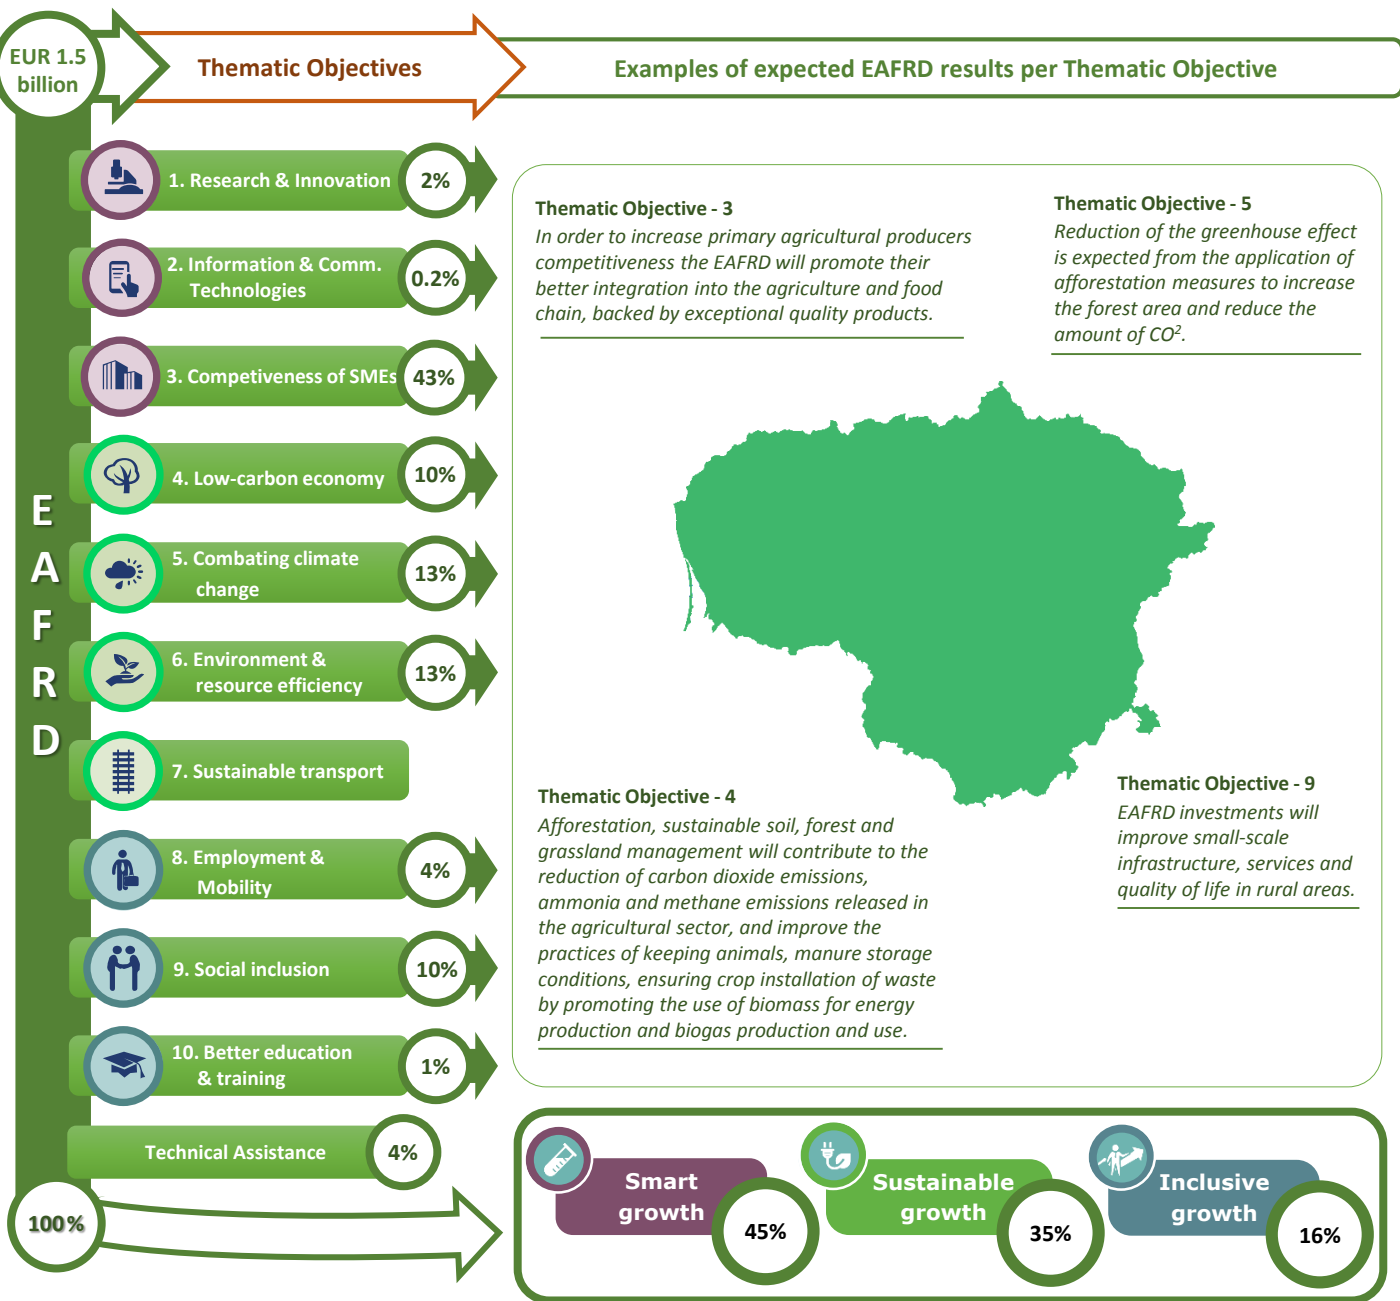 EUR 1.5
billion
Thematic Objectives
Examples of expected EAFRD results per Thematic Objective
E
A
F
R
D
1. Research & Innovation
2%
2. Information & Comm.
Technologies
0.2%
3. Competiveness of SMEs
43%
4. Low-carbon economy
10%
5. Combating climate
change
13%
6. Environment &
resource efficiency
13%
7. Sustainable transport
8. Employment &
Mobility
4%
9. Social inclusion
10%
10. Better education
& training
1%
Technical Assistance
4%
100%
Thematic Objective - 3
In order to increase primary agricultural producers
competitiveness the EAFRD will promote their
better integration into the agriculture and food
chain, backed by exceptional quality products.
Thematic Objective - 5
Reduction of the greenhouse effect
is expected from the application of
afforestation measures to increase
the forest area and reduce the
amount of CO².
Thematic Objective - 4
Afforestation, sustainable soil, forest and
grassland management will contribute to the
reduction of carbon dioxide emissions,
ammonia and methane emissions released in
the agricultural sector, and improve the
practices of keeping animals, manure storage
conditions, ensuring crop installation of waste
by promoting the use of biomass for energy
production and biogas production and use.
Thematic Objective - 9
EAFRD investments will
improve small-scale
infrastructure, services and
quality of life in rural areas.
Smart
growth
45%
Sustainable
growth
35%
Inclusive
growth
16%